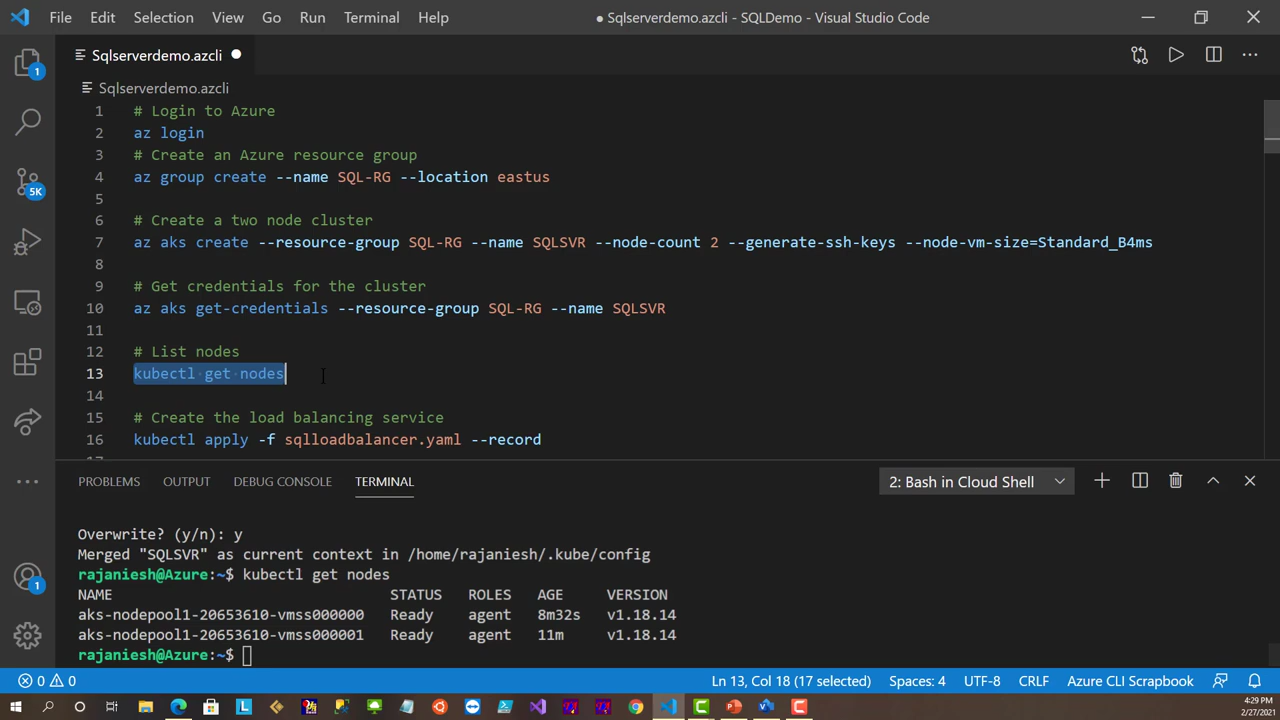 File Edit Selection View Go Run Terminal Help
● Sqlserverdemo.azcli - SQLDemo - Visual Studio Code
Sqlserverdemo.azcli ●
Sqlserverdemo.azcli
1 # Login to Azure
2 az login
3 # Create an Azure resource group
4 az group create --name SQL-RG --location eastus
5
6 # Create a two node cluster
7 az aks create --resource-group SQL-RG --name SQLSVR --node-count 2 --generate-ssh-keys --node-vm-size=Standard_B4ms
8
9 # Get credentials for the cluster
10 az aks get-credentials --resource-group SQL-RG --name SQLSVR
11
12 # List nodes
13 kubectl get nodes
14
15 # Create the load balancing service
16 kubectl apply -f sqlloadbalancer.yaml --record
1
5K
1
PROBLEMS OUTPUT DEBUG CONSOLE TERMINAL 2: Bash in Cloud Shell
Overwrite? (y/n): y
Merged "SQLSVR" as current context in /home/rajaniesh/.kube/config
rajaniesh@Azure:~$ kubectl get nodes
NAME STATUS ROLES AGE VERSION
aks-nodepool1-20653610-vmss000000 Ready agent 8m32s v1.18.14
aks-nodepool1-20653610-vmss000001 Ready agent 11m v1.18.14
rajaniesh@Azure:~$
0 0 Ln 13, Col 18 (17 selected) Spaces: 4 UTF-8 CRLF Azure CLI Scrapbook
4:29 PM
2/27/2021